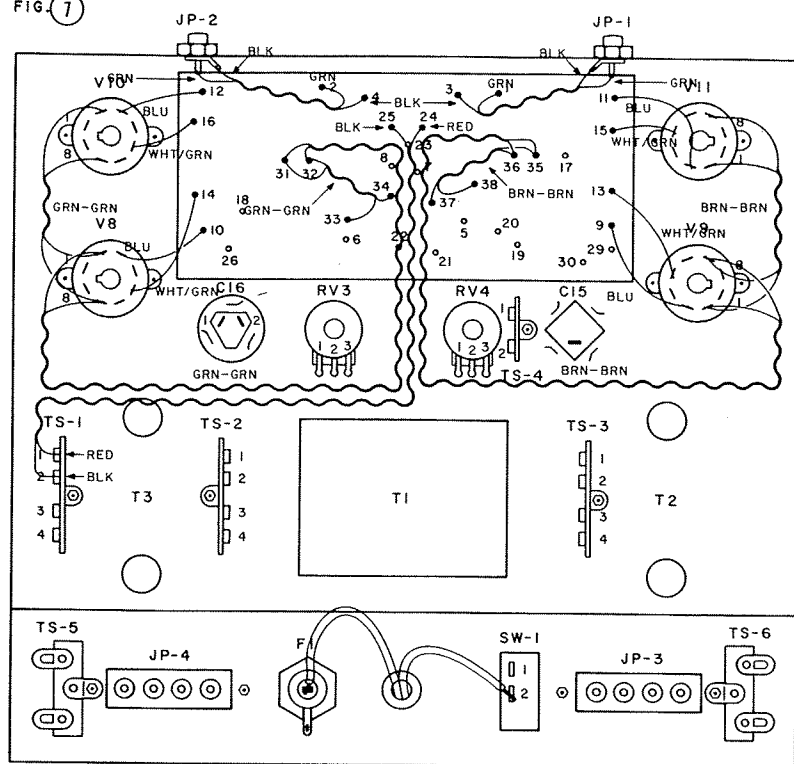 FIG. 7
JP-2
JP-1
BLK
BLK
GRN
GRN
GRN
GRN
V10
V11
12
2
4
BLK
3
1
11
BLU
BLU
1
8
8
1
16
25
BLK
24
RED
15
WHT/GRN
WHT/GRN
23
31
32
8
7
36
35
17
14
34
38
BRN-BRN
13
GRN-GRN
18
GRN-GRN
33
37
BRN-BRN
V8
BLU
10
6
22
5
20
9
WHT/GRN
V9
26
21
19
30
29
1
8
8
1
WHT/GRN
C16
RV3
RV4
C15
BLU
1
2
1
2
1 2 3
1 2 3
GRN-GRN
TS-4
BRN-BRN
TS-1
TS-2
TS-3
1
RED
1
1
2
BLK
2
2
T3
T1
T2
3
3
3
4
4
4
TS-5
JP-4
F1
SW-1
JP-3
TS-6
1
2